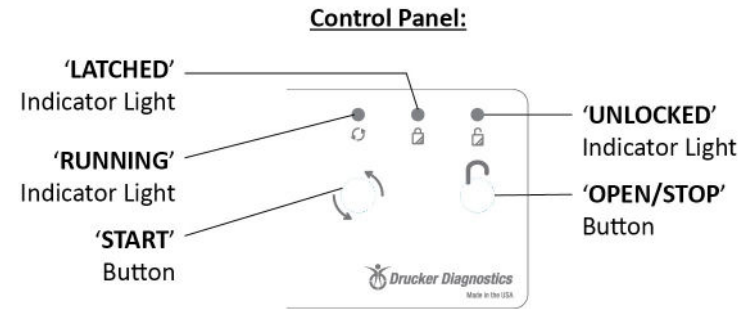 Control Panel:
‘LATCHED’
Indicator Light
‘RUNNING’
Indicator Light
‘START’
Button
‘UNLOCKED’
Indicator Light
‘OPEN/STOP’
Button
Drucker Diagnostics
Made in the USA